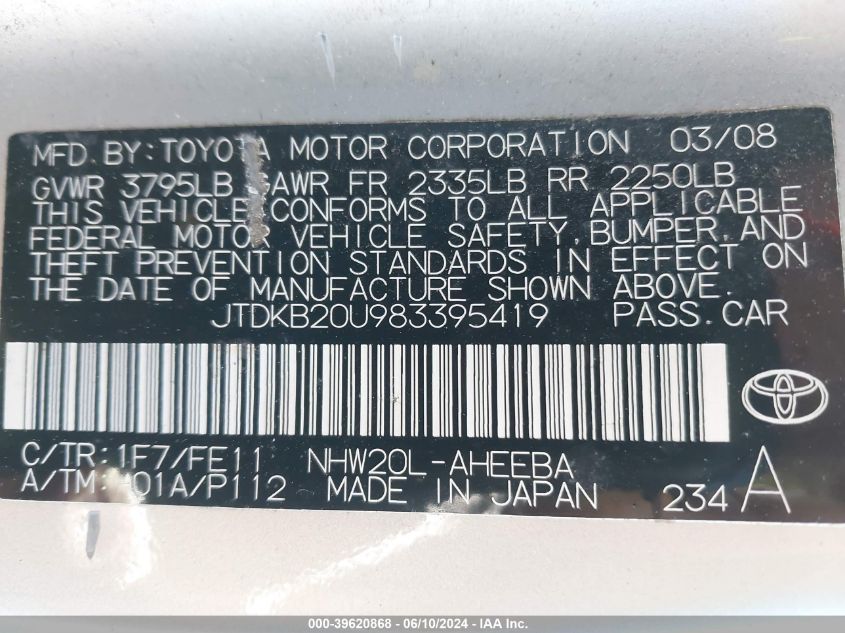 MFD. BY: TOYOTA MOTOR CORPORATION 03/08
GVWR 3795LB GAWR FR 2335LB RR 2250LB
THIS VEHICLE CONFORMS TO ALL APPLICABLE
FEDERAL MOTOR VEHICLE SAFETY, BUMPER, AND
THEFT PREVENTION STANDARDS IN EFFECT ON
THE DATE OF MANUFACTURE SHOWN ABOVE.
JTDKB20U983395419 PASS. CAR
C/TR: 1F7/FE11 NHW20L-AHEEBA
A/TM: -01A/P112 MADE IN JAPAN 234 A
000-39620868 - 06/10/2024 - IAA Inc.